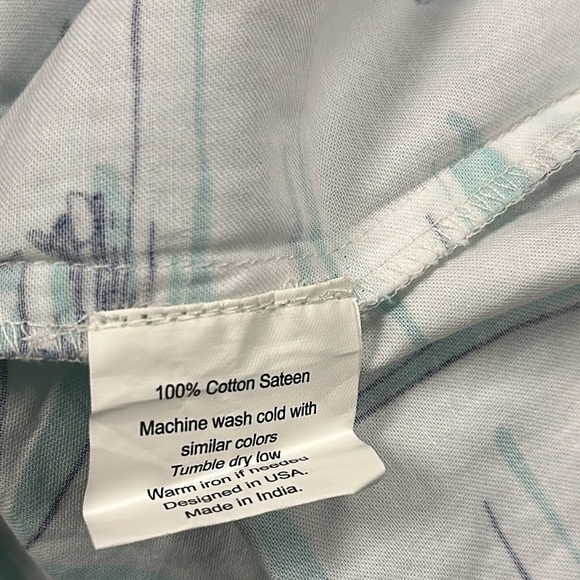 100% Cotton Sateen
Machine wash cold with
similar colors
Tumble dry low
Warm iron if needed
Designed in USA.
Made in India.